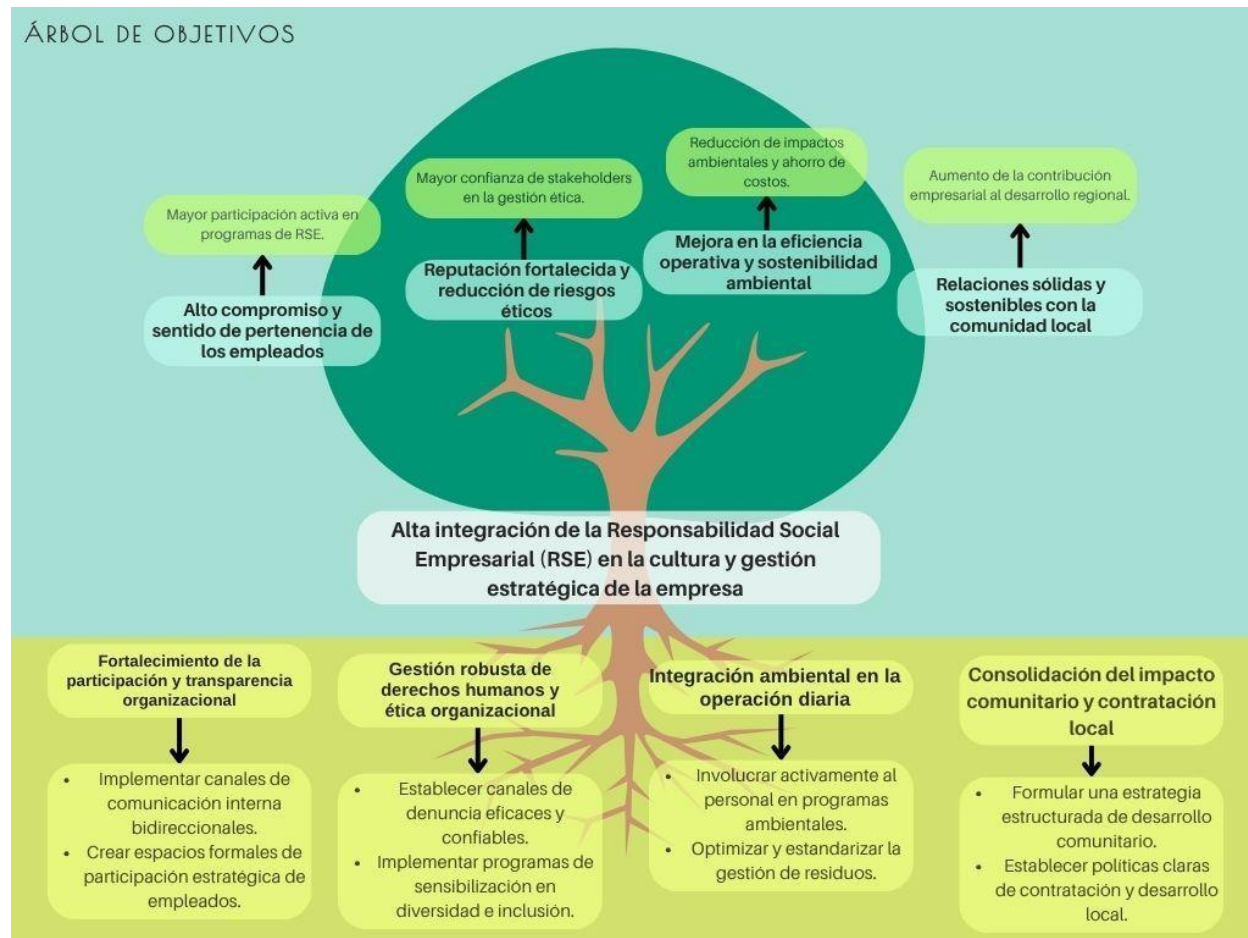 ÁRBOL DE OBJETIVOS
Mayor participación activa en
programas de RSE.
Alto compromiso y
sentido de pertenencia de
los empleados
Mayor confianza de stakeholders
en la gestión ética.
Reputación fortalecida y
reducción de riesgos
éticos
Reducción de impactos
ambientales y ahorro de
costos.
Mejora en la eficiencia
operativa y sostenibilidad
ambiental
Aumento de la contribución
empresarial al desarrollo regional.
Relaciones sólidas y
sostenibles con la
comunidad local
Alta integración de la Responsabilidad Social
Empresarial (RSE) en la cultura y gestión
estratégica de la empresa
Fortalecimiento de la
participación y transparencia
organizacional
• Implementar canales de
comunicación interna
bidireccionales.
• Crear espacios formales de
participación estratégica de
empleados.
Gestión robusta de
derechos humanos y
ética organizacional
• Establecer canales de
denuncia eficaces y
confiables.
• Implementar programas de
sensibilización en
diversidad e inclusión.
Integración ambiental en la
operación diaria
• Involucrar activamente al
personal en programas
ambientales.
• Optimizar y estandarizar la
gestión de residuos.
Consolidación del impacto
comunitario y contratación
local
• Formular una estrategia
estructurada de desarrollo
comunitario.
• Establecer políticas claras
de contratación y desarrollo
local.